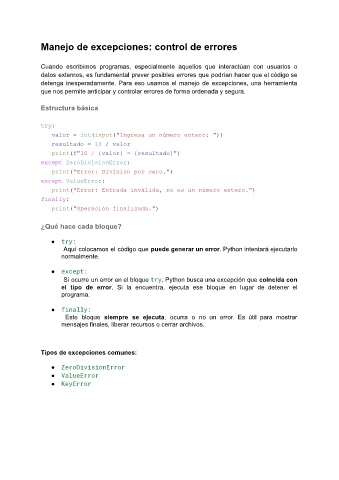 Manejo de excepciones: control de errores
Cuando escribimos programas, especialmente aquellos que interactúan con usuarios o
datos externos, es fundamental prever posibles errores que podrían hacer que el código se
detenga inesperadamente. Para eso usamos el manejo de excepciones, una herramienta
que nos permite anticipar y controlar errores de forma ordenada y segura.
Estructura básica
try:
valor = int(input("Ingresa un número entero: "))
resultado = 10 / valor
print(f"10 / {valor} = {resultado}")
except ZeroDivisionError:
print("Error: División por cero.")
except ValueError:
print("Error: Entrada inválida, no es un número entero.")
finally:
print("Operación finalizada.")
¿Qué hace cada bloque?
● try:
Aquí colocamos el código que puede generar un error. Python intentará ejecutarlo
normalmente.
● except:
Si ocurre un error en el bloque try, Python busca una excepción que coincida con
el tipo de error. Si la encuentra, ejecuta ese bloque en lugar de detener el
programa.
● finally:
Este bloque siempre se ejecuta, ocurra o no un error. Es útil para mostrar
mensajes finales, liberar recursos o cerrar archivos.
Tipos de excepciones comunes:
● ZeroDivisionError
● ValueError
● KeyError